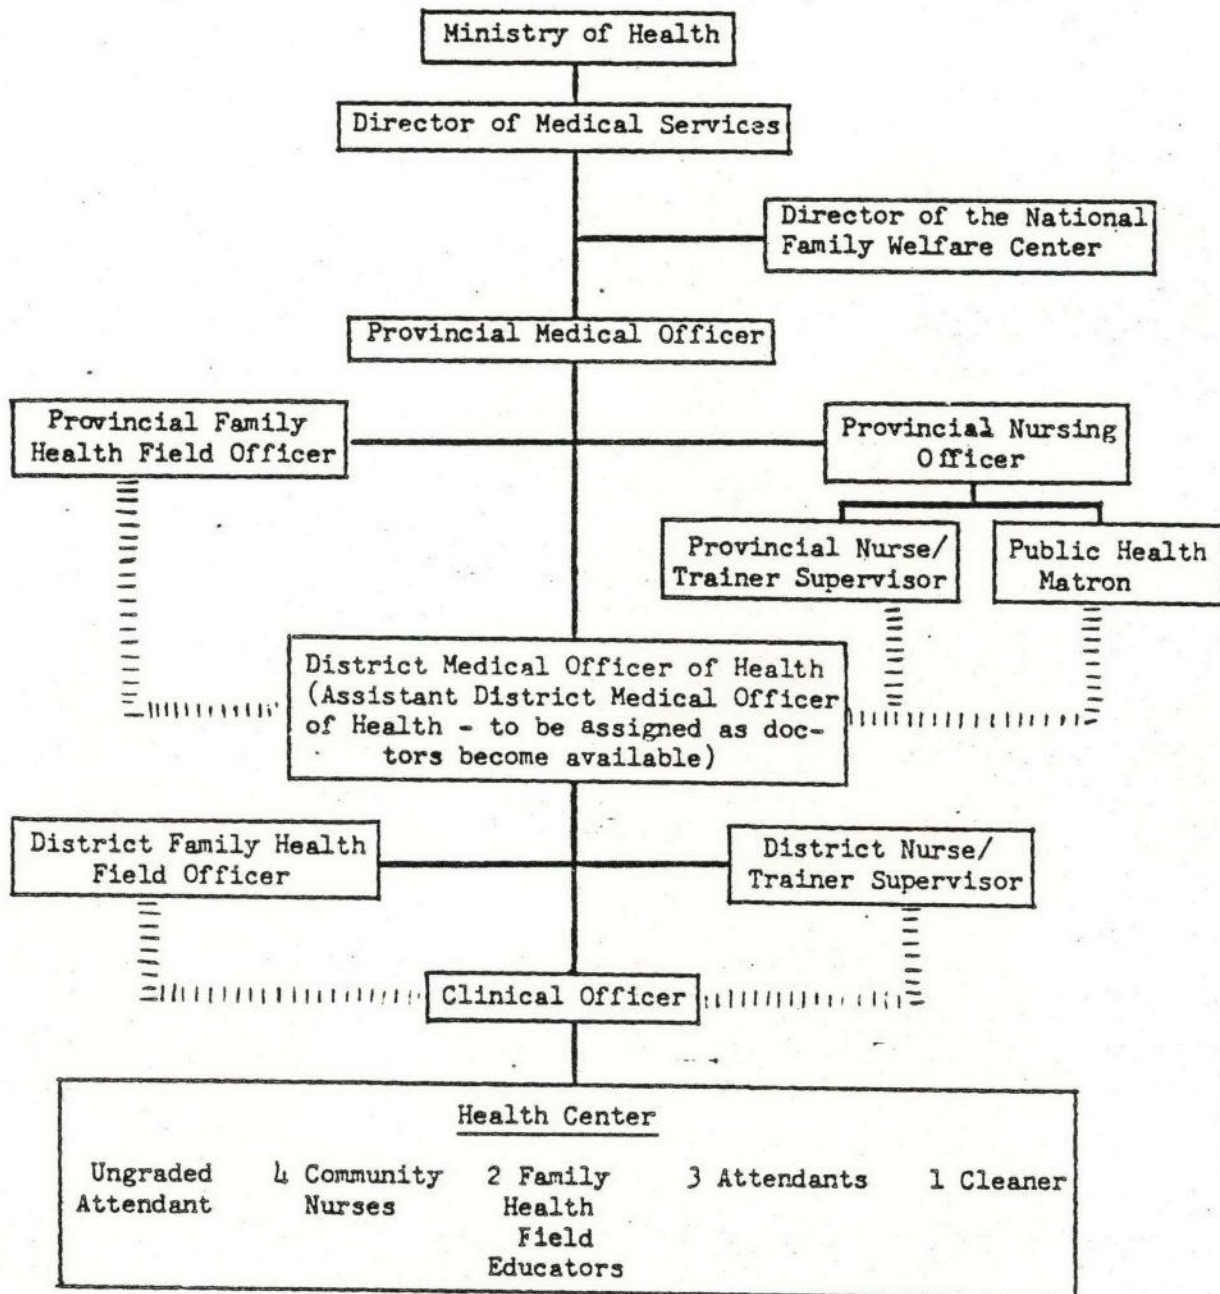 Ministry of Health
Director of Medical Services
Director of the National
Family Welfare Center
Provincial Medical Officer
Provincial Family
Health Field Officer
Provincial Nursing
Officer
Provincial Nurse/
Trainer Supervisor
Public Health
Matron
District Medical Officer of Health
(Assistant District Medical Officer
of Health - to be assigned as doc-
tors become available)
District Family Health
Field Officer
District Nurse/
Trainer Supervisor
Clinical Officer
Health Center
Ungraded
Attendant
4 Community
Nurses
2 Family
Health
Field
Educators
3 Attendants
1 Cleaner